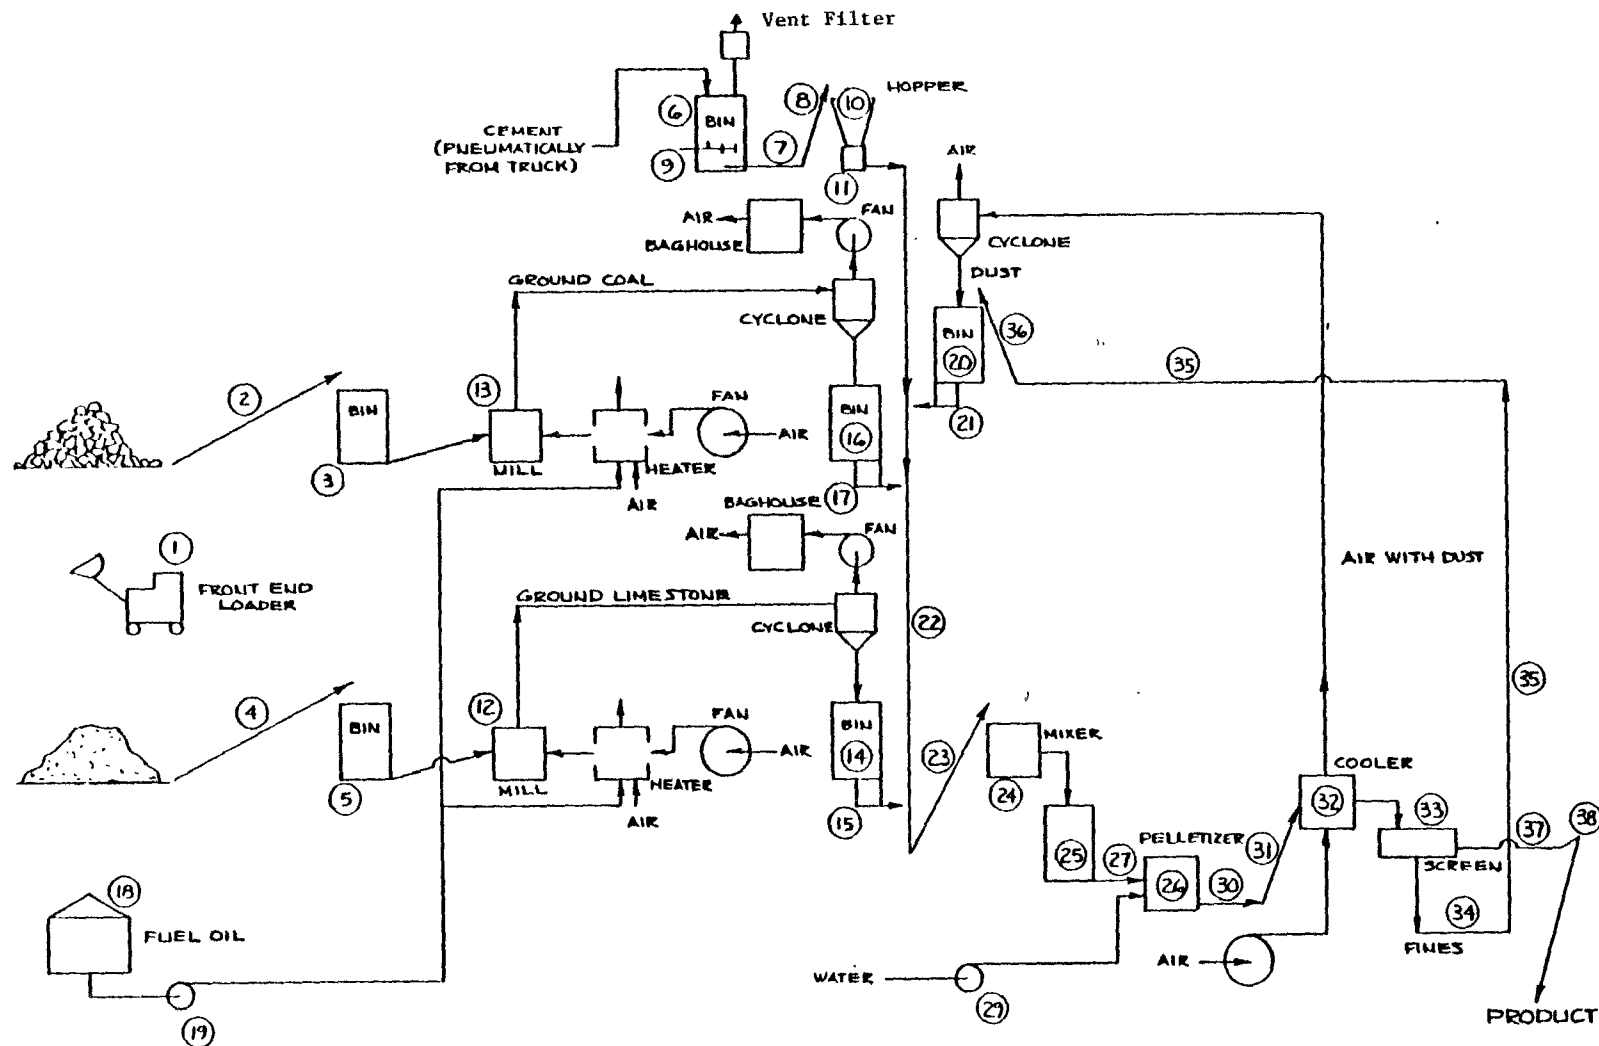 Vent Filter
HOPPER
8
10
6
BIN
CEMENT
(PNEUMATICALLY
FROM TRUCK)
9
7
11
AIR
FAN
AIR
BAGHOUSE
CYCLONE
DUST
GROUND COAL
CYCLONE
36
BIN
20
35
2
13
FAN
BIN
BIN
21
16
AIR
MILL
HEATER
3
17
AIR
BAGHOUSE
FAN
AIR
1
AIR WITH DUST
FRONT END
LOADER
GROUND LIMESTONE
22
CYCLONE
35
4
12
FAN
BIN
BIN
MIXER
23
14
AIR
COOLER
MILL
HEATER
24
5
32
15
AIR
33
37
38
PELLETIZER
31
25
27
SCREEN
26
30
18
34
FUEL OIL
FINES
AIR
WATER
29
19
PRODUCT